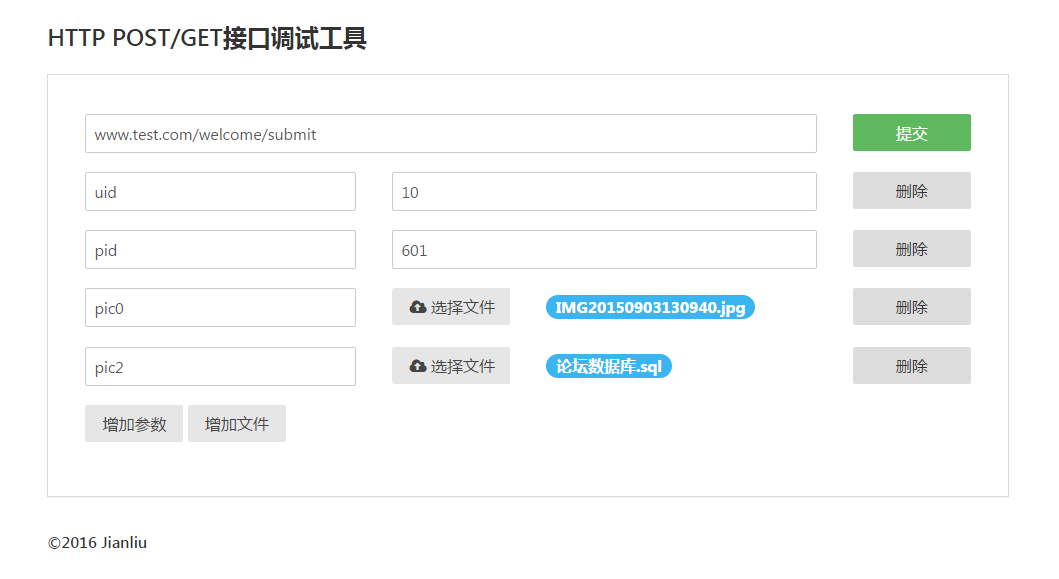 HTTP POST/GET接口调试工具
www.test.com/welcome/submit 提交
uid 10 删除
pid 601 删除
pic0 选择文件 IMG20150903130940.jpg 删除
pic2 选择文件 论坛数据库.sql 删除
增加参数 增加文件
©2016 Jianliu